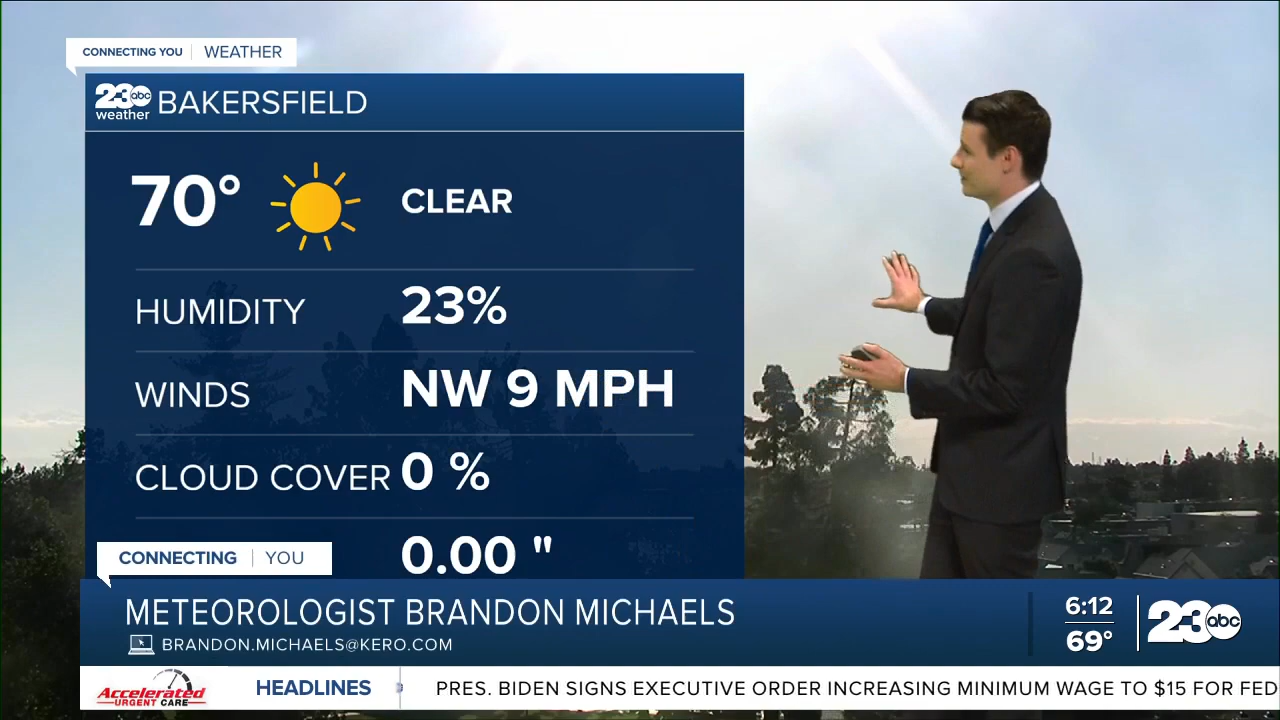 CONNECTING YOU | WEATHER
23 abc
weather
BAKERSFIELD
70° CLEAR
HUMIDITY 23%
WINDS NW 9 MPH
CLOUD COVER 0 %
0.00 "
CONNECTING | YOU
METEOROLOGIST BRANDON MICHAELS
BRANDON.MICHAELS@KERO.COM
6:12
69°
23 abc
Accelerated
URGENT CARE
HEADLINES
PRES. BIDEN SIGNS EXECUTIVE ORDER INCREASING MINIMUM WAGE TO $15 FOR FED